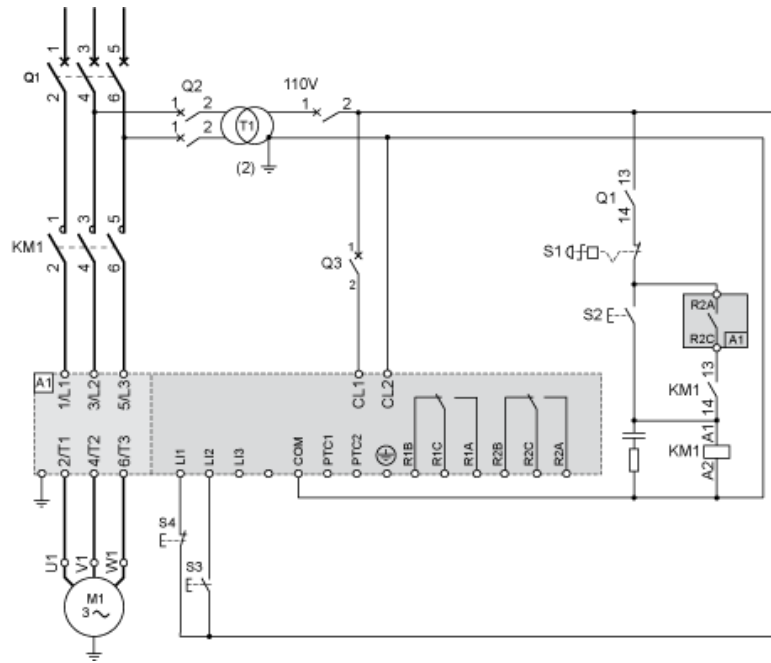 1 3 5
Q1
2 4 6
Q2
1 2
1 2
T1
(2)
110V
1 2
1 3 5
KM1
2 4 6
Q3
1
2
Q1
13
14
S1
S2
R2A
R2C
A1
KM1
13
14
KM1
A1
A2
A1
1/L1 3/L2 5/L3
CL1 CL2
2/T1 4/T2 6/T3
LI1 LI2 LI3 COM PTC1 PTC2 R1B R1C R1A R2B R2C R2A
S4
S3
U1 V1 W1
M1
3 ~